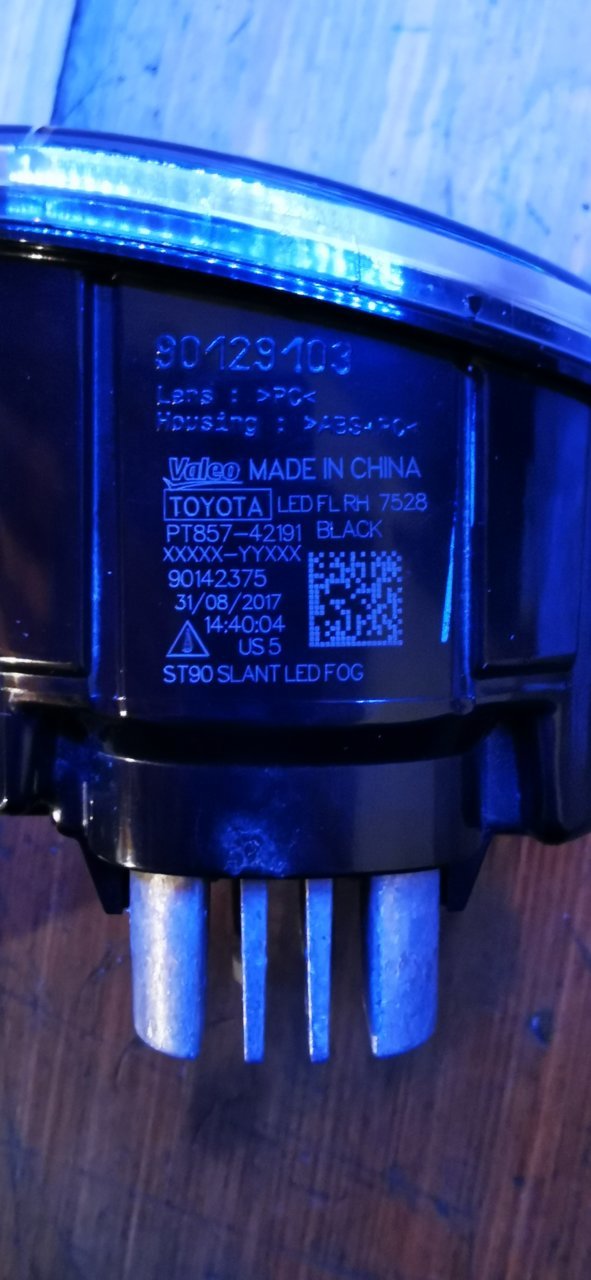 90129103
Lens : >PC<
Housing : >ABS+PC<
Valeo MADE IN CHINA
TOYOTA LED FL RH 7528
PT857-42191 BLACK
XXXXX-YYXXX
90142375
31/08/2017
14:40:04
US 5
ST90 SLANT LED FOG